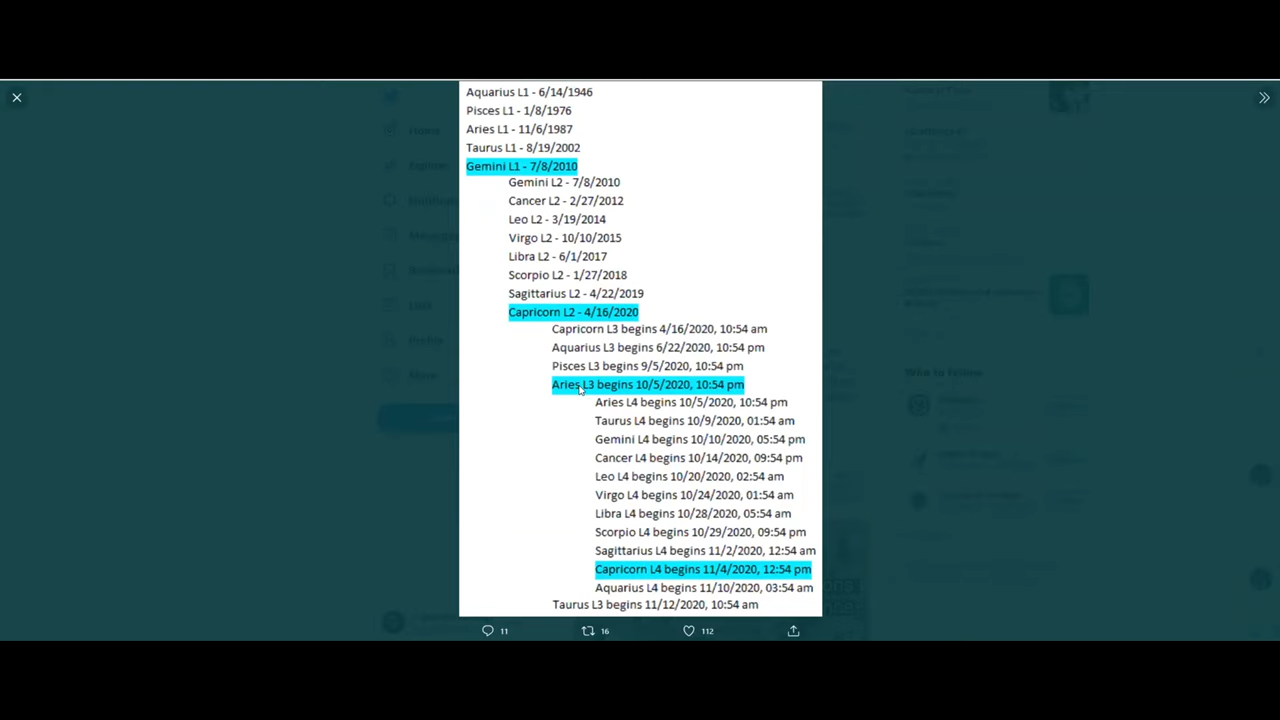 Aquarius L1 - 6/14/1946
Pisces L1 - 1/8/1976
Aries L1 - 11/6/1987
Taurus L1 - 8/19/2002
Gemini L1 - 7/8/2010
Gemini L2 - 7/8/2010
Cancer L2 - 2/27/2012
Leo L2 - 3/19/2014
Virgo L2 - 10/10/2015
Libra L2 - 6/1/2017
Scorpio L2 - 1/27/2018
Sagittarius L2 - 4/22/2019
Capricorn L2 - 4/16/2020
Capricorn L3 begins 4/16/2020, 10:54 am
Aquarius L3 begins 6/22/2020, 10:54 pm
Pisces L3 begins 9/5/2020, 10:54 pm
Aries L3 begins 10/5/2020, 10:54 pm
Aries L4 begins 10/5/2020, 10:54 pm
Taurus L4 begins 10/9/2020, 01:54 am
Gemini L4 begins 10/10/2020, 05:54 pm
Cancer L4 begins 10/14/2020, 09:54 pm
Leo L4 begins 10/20/2020, 02:54 am
Virgo L4 begins 10/24/2020, 01:54 am
Libra L4 begins 10/28/2020, 05:54 am
Scorpio L4 begins 10/29/2020, 09:54 pm
Sagittarius L4 begins 11/2/2020, 12:54 am
Capricorn L4 begins 11/4/2020, 12:54 pm
Aquarius L4 begins 11/10/2020, 03:54 am
Taurus L3 begins 11/12/2020, 10:54 am
11 16 112
Home
Explore
Lists
Profile
More
Who to follow